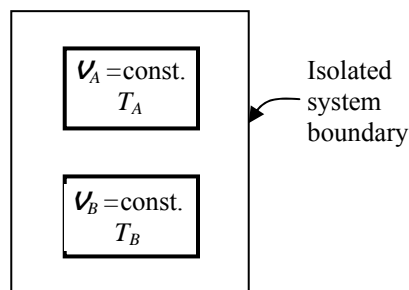 V_A = const.
T_A
V_B = const.
T_B
Isolated
system
boundary